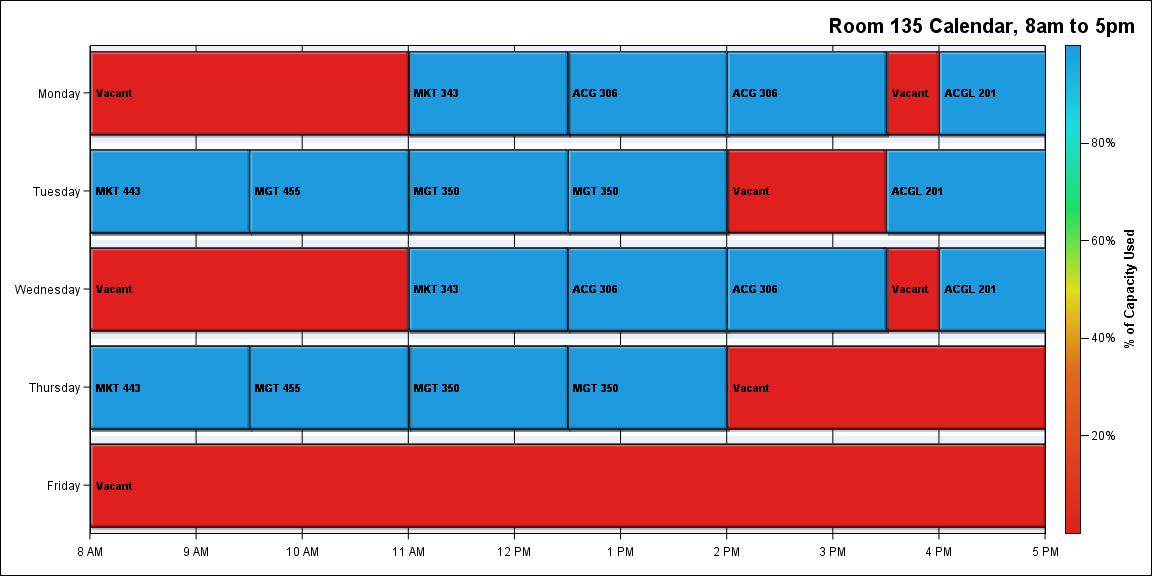 Room 135 Calendar, 8am to 5pm
Monday
Vacant
MKT 343
ACG 306
ACG 306
Vacant
ACGL 201
Tuesday
MKT 443
MGT 455
MGT 350
MGT 350
Vacant
ACGL 201
Wednesday
Vacant
MKT 343
ACG 306
ACG 306
Vacant
ACGL 201
Thursday
MKT 443
MGT 455
MGT 350
MGT 350
Vacant
Friday
Vacant
8 AM
9 AM
10 AM
11 AM
12 PM
1 PM
2 PM
3 PM
4 PM
5 PM
80%
60%
40%
20%
% of Capacity Used